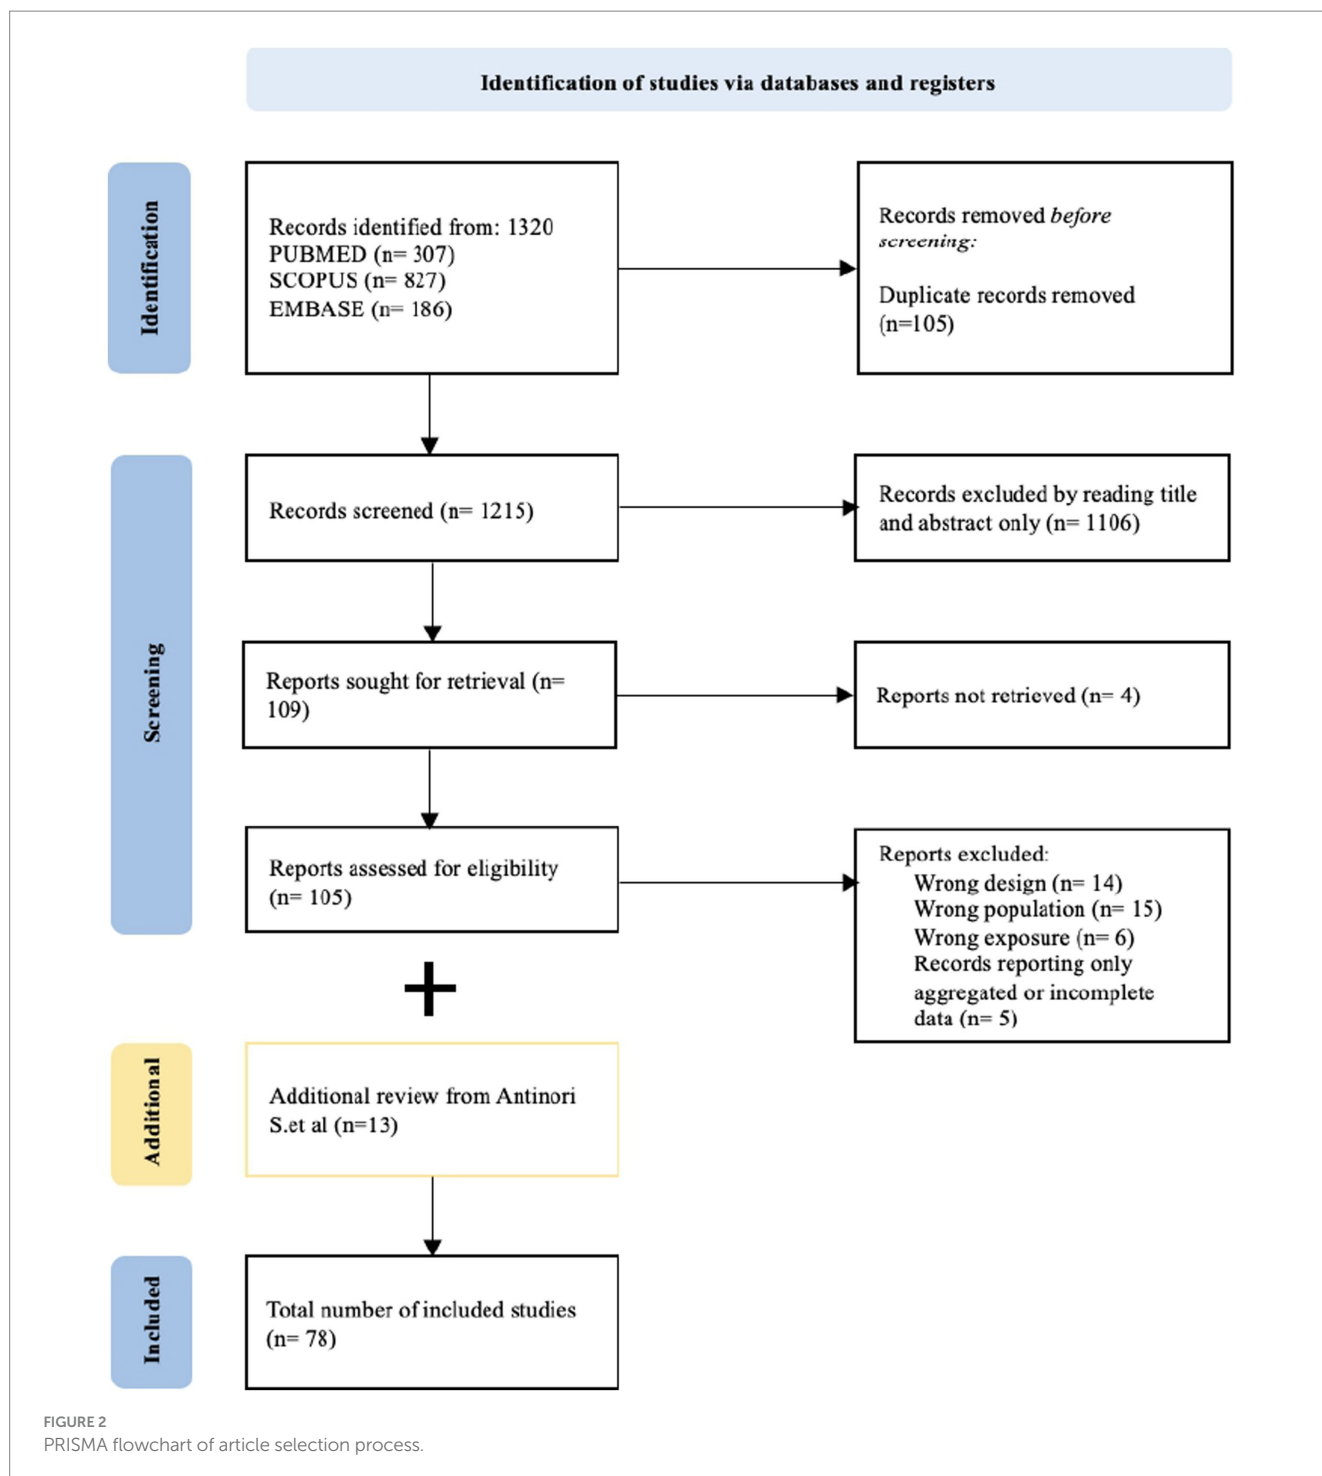 Identification of studies via databases and registers
Identification
Records identified from: 1320
PUBMED (n= 307)
SCOPUS (n= 827)
EMBASE (n= 186)
Records removed before
screening:
Duplicate records removed
(n=105)
Screening
Records screened (n= 1215)
Records excluded by reading title
and abstract only (n= 1106)
Reports sought for retrieval (n=
109)
Reports not retrieved (n= 4)
Reports assessed for eligibility
(n= 105)
Reports excluded:
Wrong design (n= 14)
Wrong population (n= 15)
Wrong exposure (n= 6)
Records reporting only
aggregated or incomplete
data (n= 5)
+
Additional
Additional review from Antinori
S.et al (n=13)
Included
Total number of included studies
(n= 78)
FIGURE 2
PRISMA flowchart of article selection process.